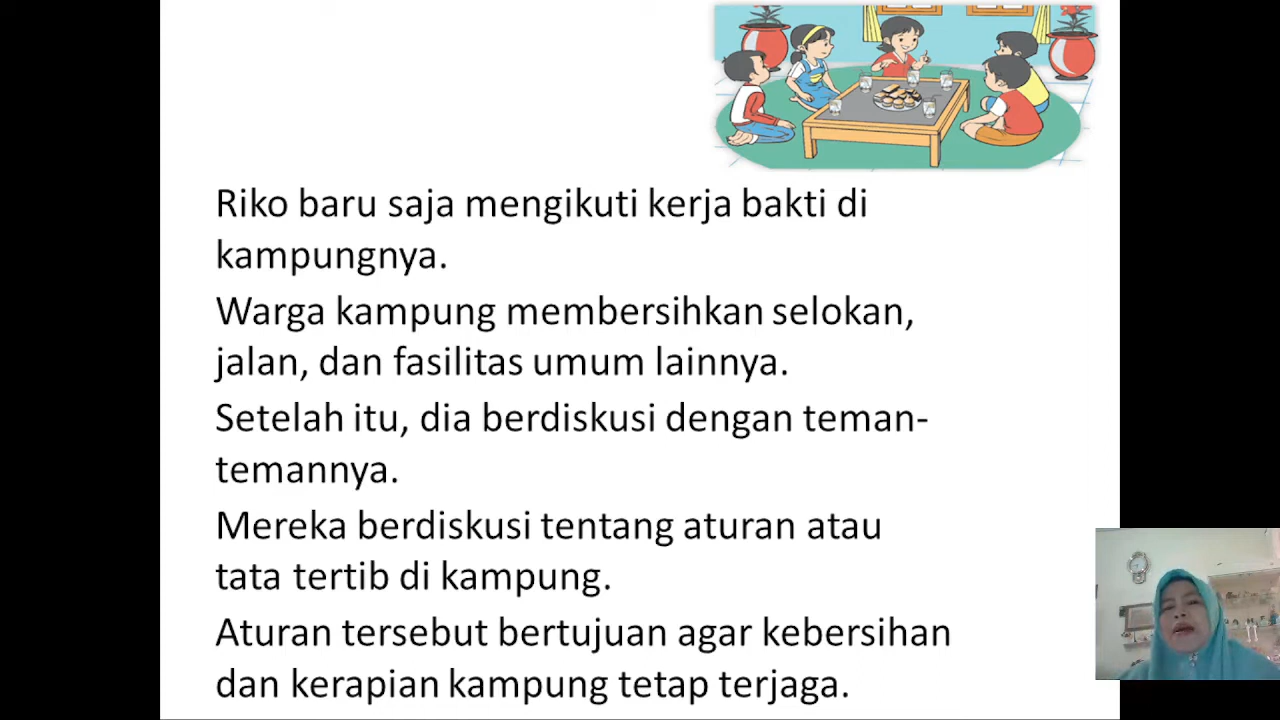 Riko baru saja mengikuti kerja bakti di
kampungnya.
Warga kampung membersihkan selokan,
jalan, dan fasilitas umum lainnya.
Setelah itu, dia berdiskusi dengan teman-
temannya.
Mereka berdiskusi tentang aturan atau
tata tertib di kampung.
Aturan tersebut bertujuan agar kebersihan
dan kerapian kampung tetap terjaga.